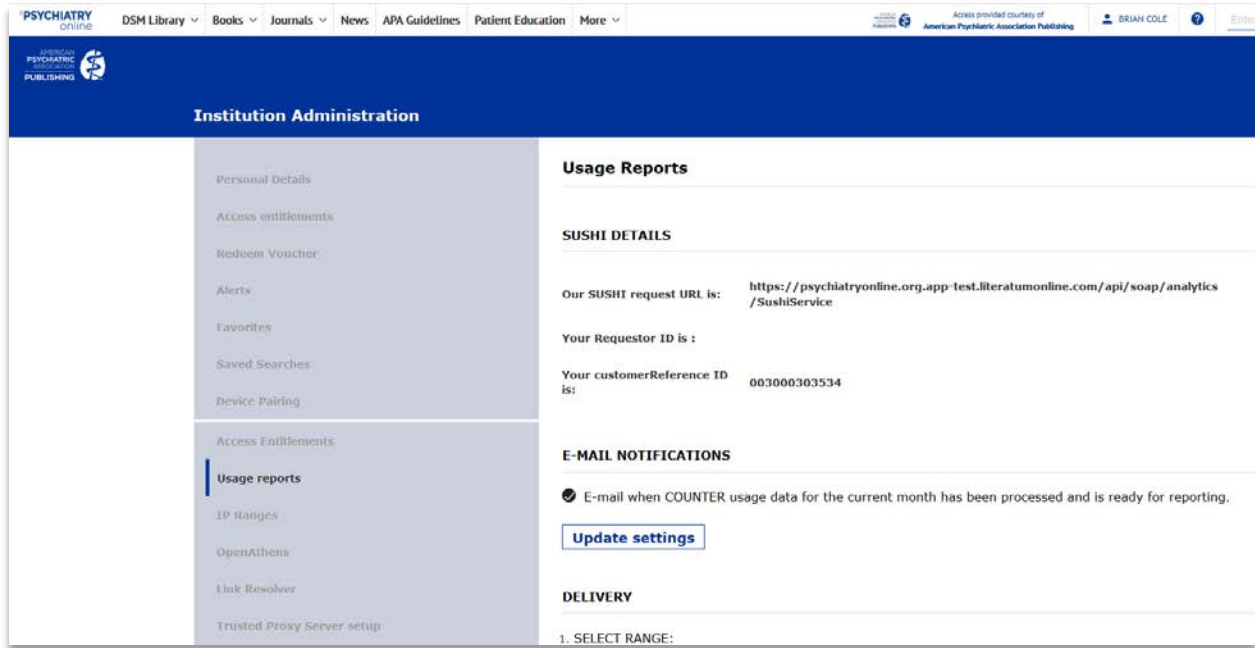 PSYCHIATRY
online
DSM Library
Books
Journals
News
APA Guidelines
Patient Education
More
Access provided courtesy of
American Psychiatric Association Publishing
BRIAN COLE
?
Enter
AMERICAN
PSYCHIATRIC
ASSOCIATION
PUBLISHING
Institution Administration
Personal Details
Access entitlements
Redeem Voucher
Alerts
Favorites
Saved Searches
Device Pairing
Access Entitlements
Usage reports
IP Ranges
OpenAthens
Link Resolver
Trusted Proxy Server setup
Usage Reports
SUSHI DETAILS
Our SUSHI request URL is:
https://psychiatryonline.org.app-test.literatumonline.com/api/soap/analytics
/SushiService
Your Requestor ID is :
Your customerReference ID
is:
003000303534
E-MAIL NOTIFICATIONS
E-mail when COUNTER usage data for the current month has been processed and is ready for reporting.
Update settings
DELIVERY
1. SELECT RANGE: